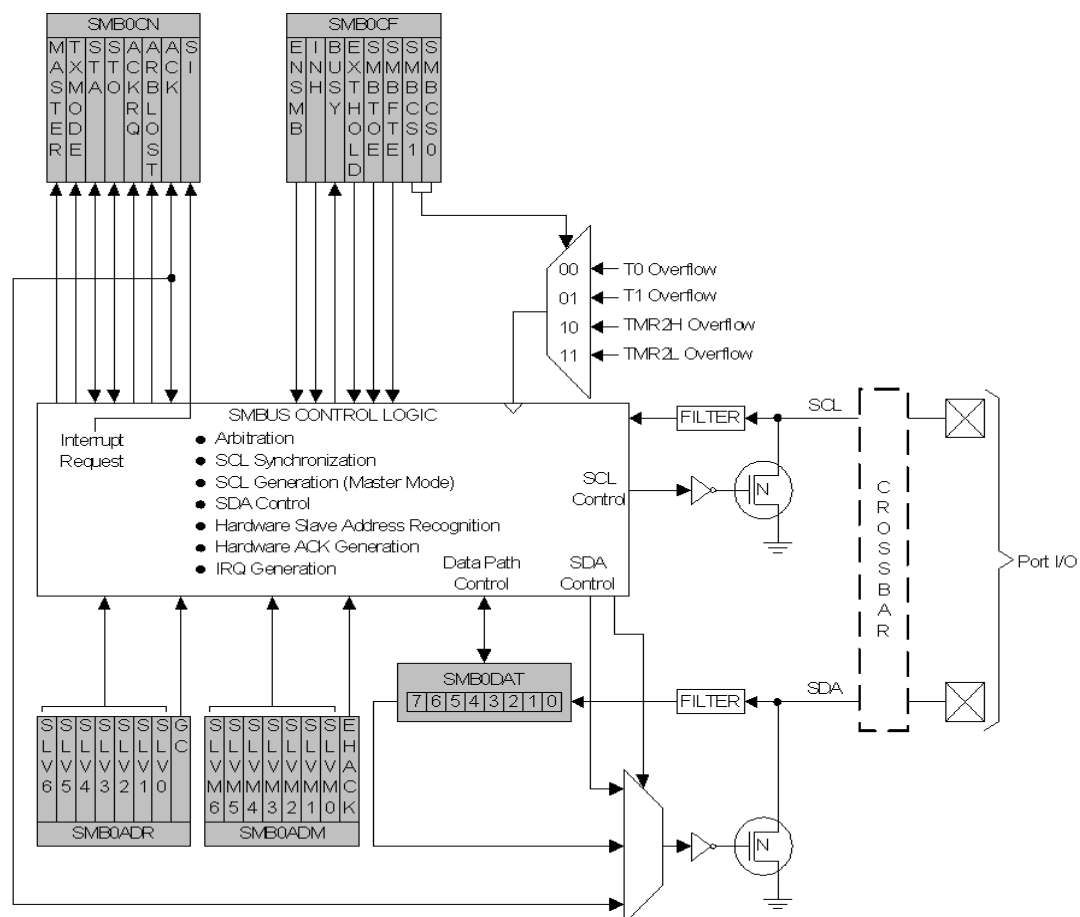 SMB0CN
MASTER
TXMODE
STA
STO
ACKRQ
ARBLOST
ACK
SI
SMB0CF
ENSMB
INH
BUSY
EXTHOLD
SMBTOE
SMBFTE
SMBCS1
SMBCS0
00
01
10
11
T0 Overflow
T1 Overflow
TMR2H Overflow
TMR2L Overflow
SMBUS CONTROL LOGIC
Interrupt
Request
● Arbitration
● SCL Synchronization
● SCL Generation (Master Mode)
● SDA Control
● Hardware Slave Address Recognition
● Hardware ACK Generation
● IRQ Generation
Data Path
Control
SDA
Control
SCL
Control
FILTER
SCL
N
CROSSBAR
Port I/O
SMB0DAT
7 6 5 4 3 2 1 0
FILTER
SDA
N
SLV6
SLV5
SLV4
SLV3
SLV2
SLV1
SLV0
GC
SMB0ADR
SLVM6
SLVM5
SLVM4
SLVM3
SLVM2
SLVM1
SLVM0
EHACK
SMB0ADM